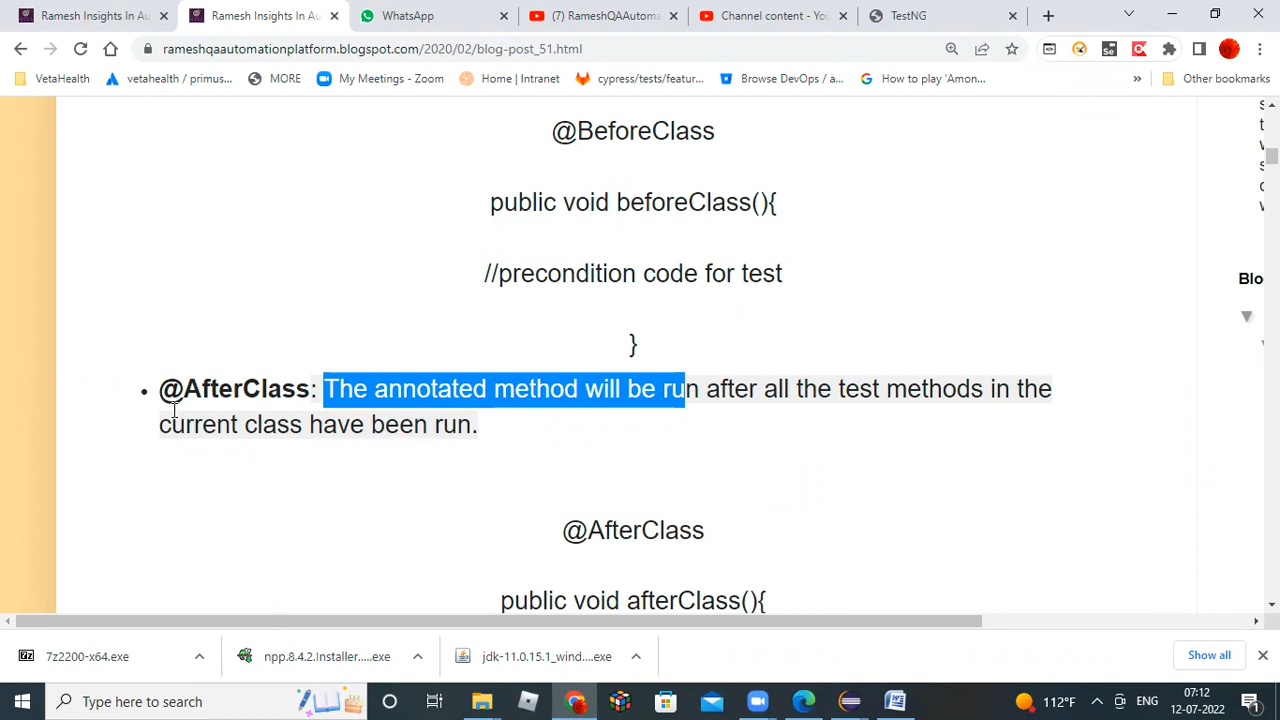 Ramesh Insights In Au
Ramesh Insights In Au
WhatsApp
(7) RameshQAAutoma
Channel content - You
TestNG
rameshqaautomationplatform.blogspot.com/2020/02/blog-post_51.html
VetaHealth
vetahealth / primus...
MORE
My Meetings - Zoom
Home | Intranet
cypress/tests/featur...
Browse DevOps / a...
How to play 'Amon...
»
Other bookmarks
@BeforeClass
public void beforeClass(){
//precondition code for test
}
Blo
• @AfterClass: The annotated method will be run after all the test methods in the
current class have been run.
@AfterClass
public void afterClass(){
7z2200-x64.exe
npp.8.4.2.Installer.....exe
jdk-11.0.15.1_wind....exe
Show all
Type here to search
112°F
ENG
07:12
12-07-2022
1